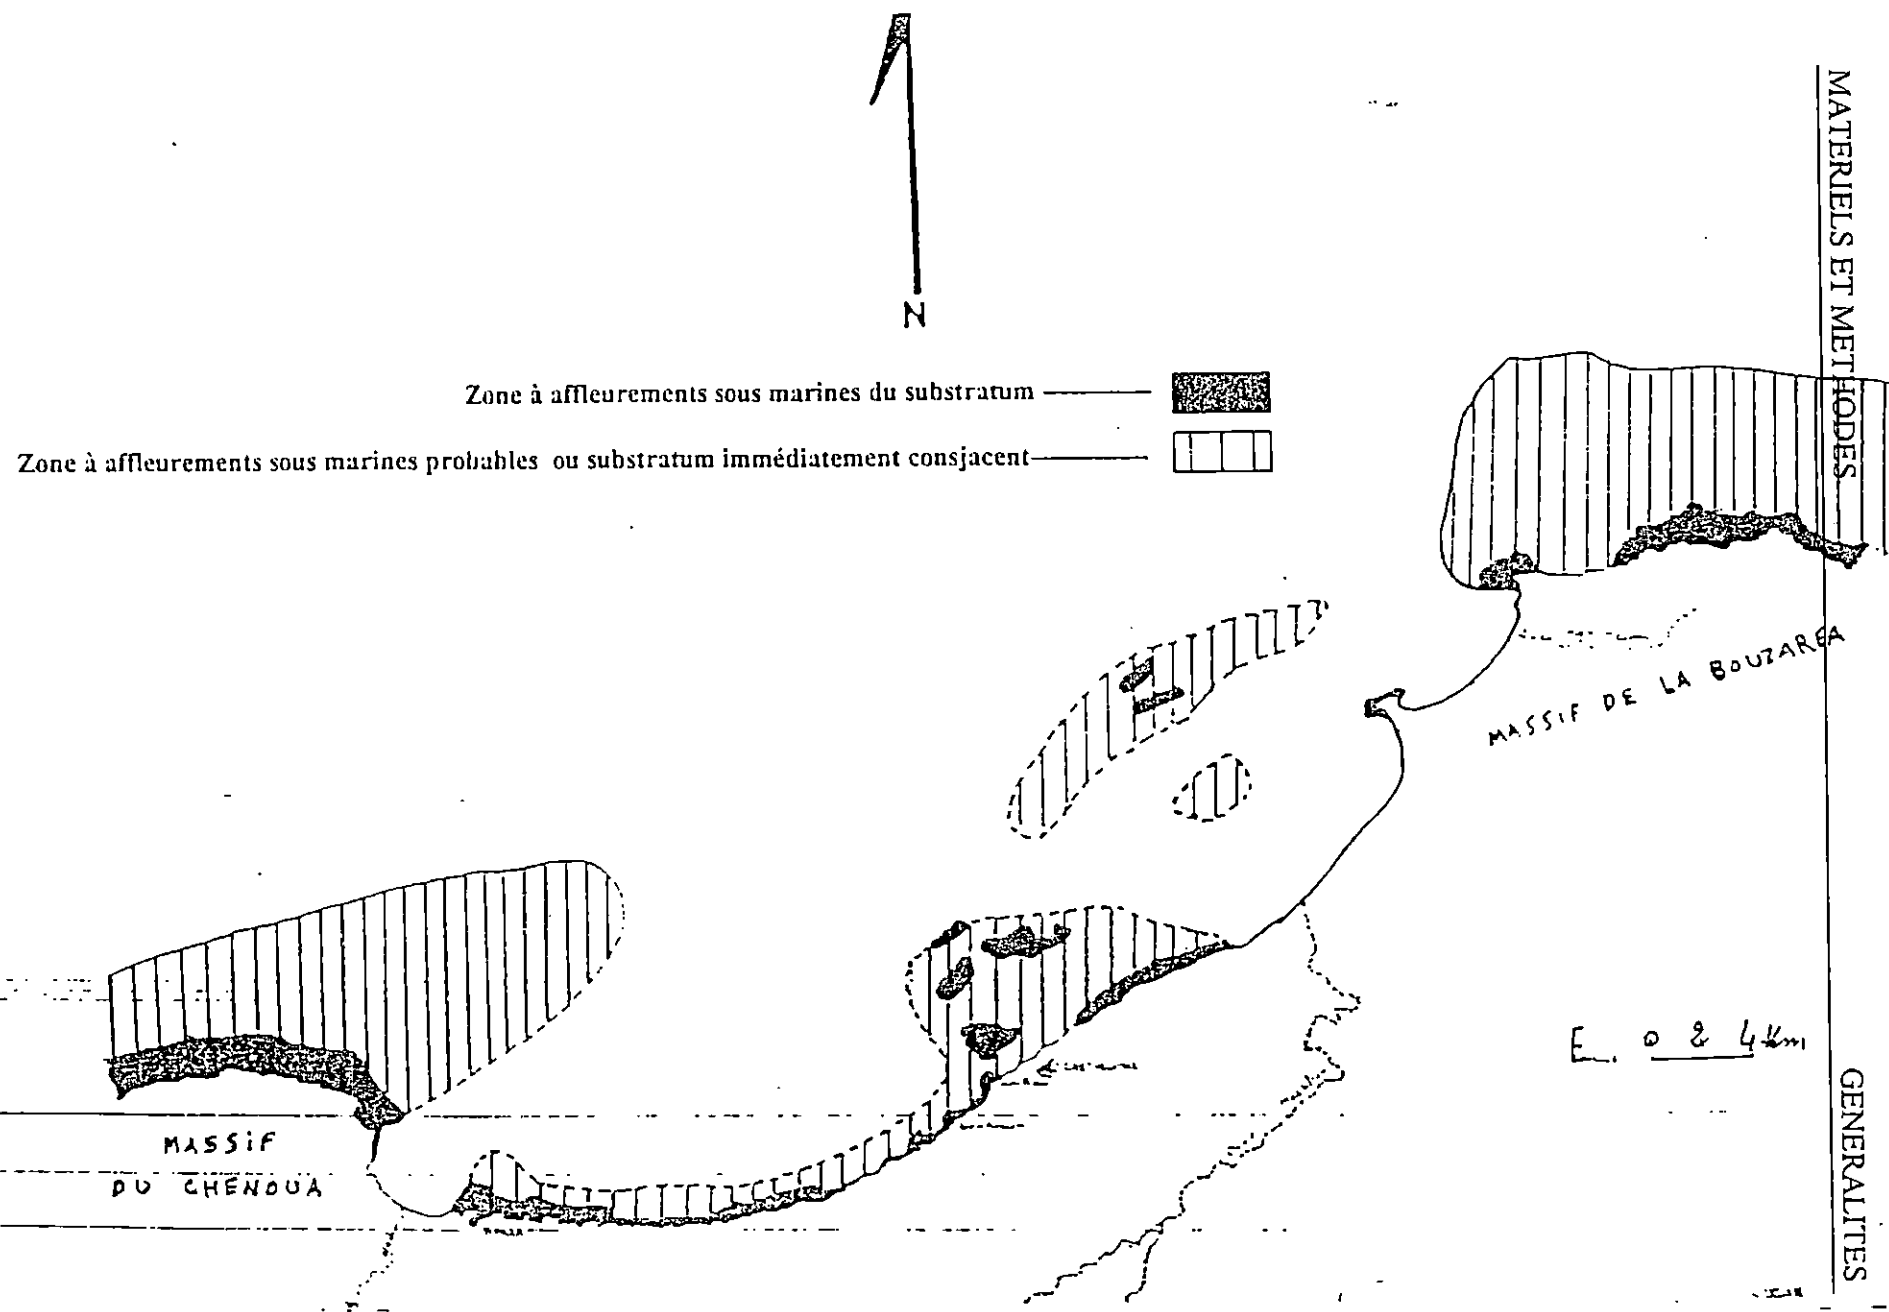 N
Zone à affleurements sous marines du substratum
Zone à affleurements sous marines probables ou substratum immédiatement consjacent
MATERIELS ET METHODES
MASSIF DE LA BOUZAREA
E. 0 2 4 km
MASSIF
DU CHENOUA
GENERALITES